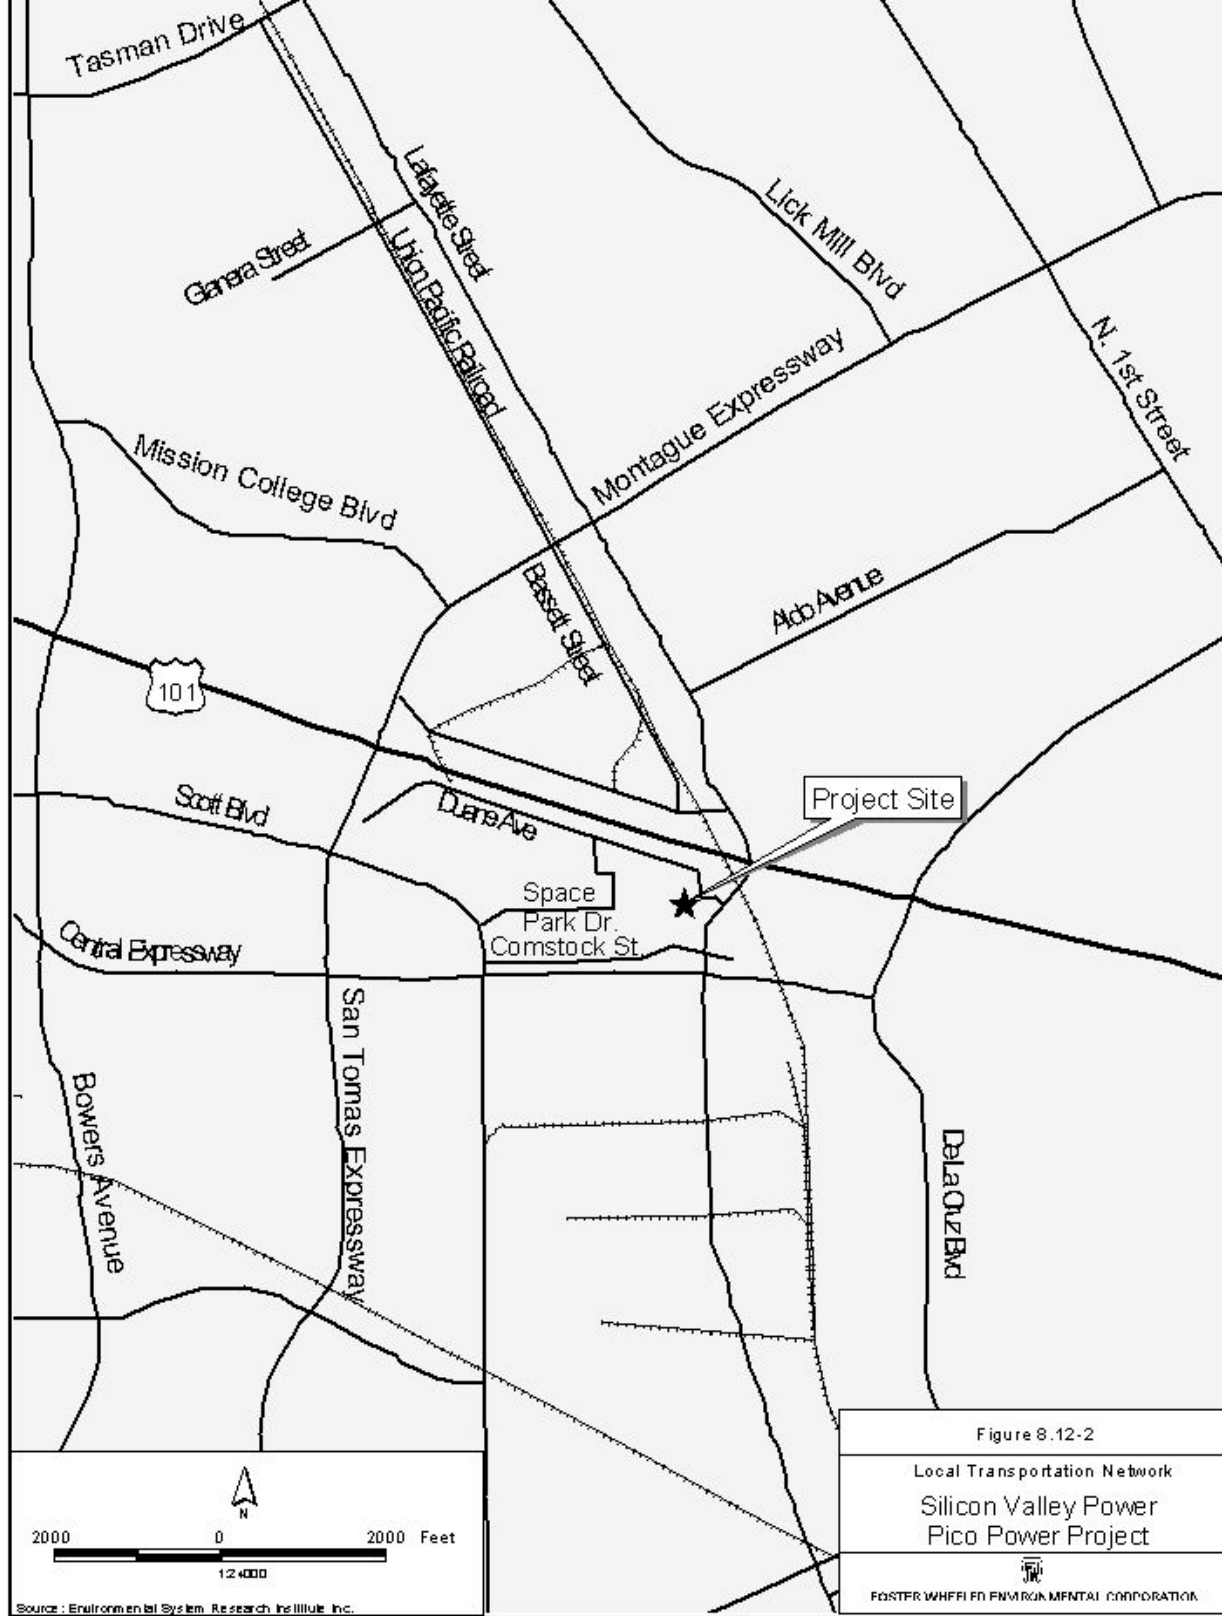 Tasman Drive
Lafayette Street
Lick Mill Blvd
Glanera Street
Union Pacific Railroad
N. 1st Street
Montague Expressway
Mission College Blvd
Bassett Street
Aldo Avenue
101
Project Site
Scott Blvd
Duane Ave
Space
Park Dr.
Comstock St.
Central Expressway
San Tomas Expressway
Bowers Avenue
De La Cruz Blvd
Figure 8.12-2
Local Transportation Network
Silicon Valley Power
Pico Power Project
FOSTER WHEELER ENVIRONMENTAL CORPORATION
N
2000 0 2000 Feet
1:24000
Source: Environmental System Research Institute Inc.